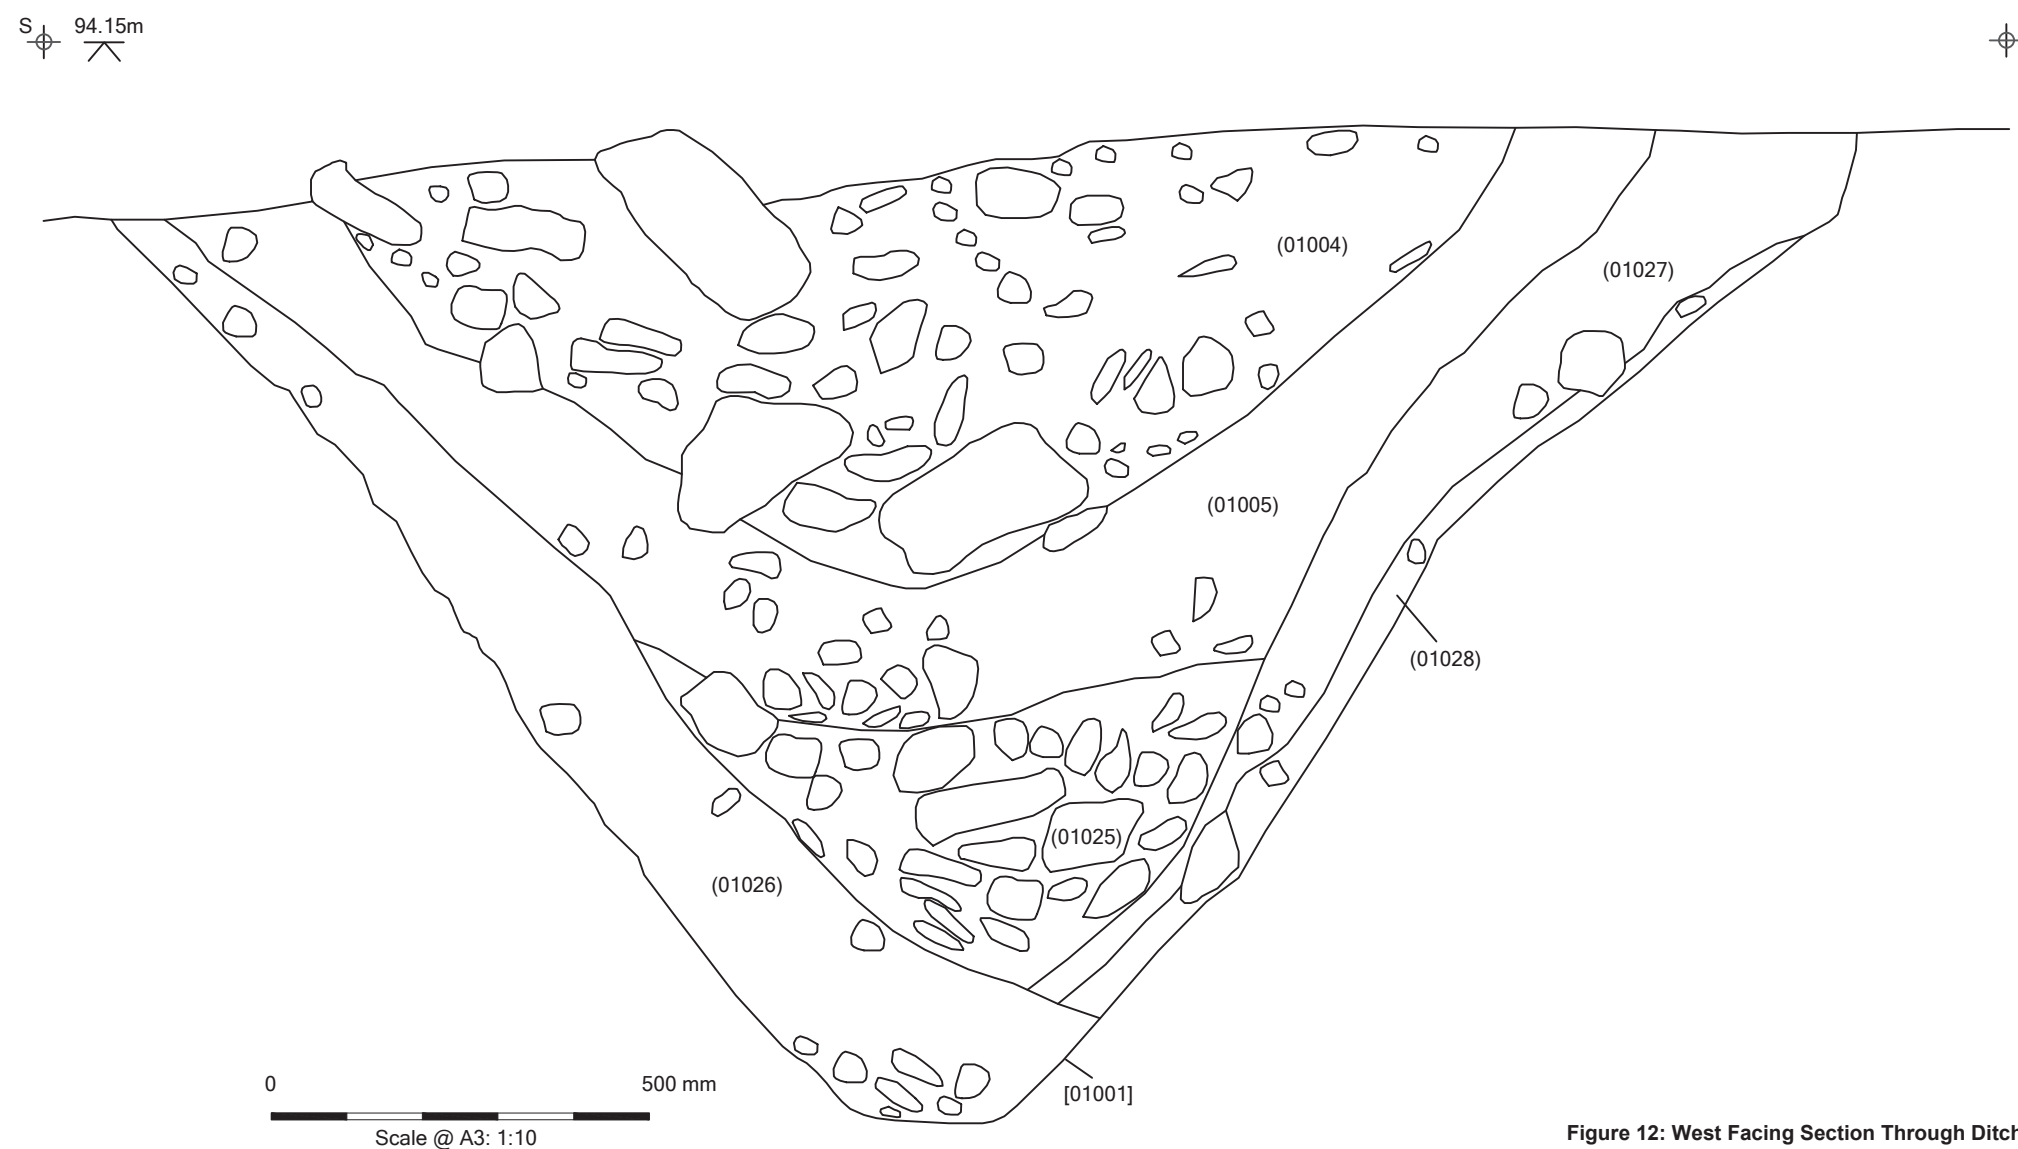 S 94.15m
(01004)
(01027)
(01005)
(01028)
(01025)
(01026)
0 500 mm
[01001]
Scale @ A3: 1:10
Figure 12: West Facing Section Through Ditch